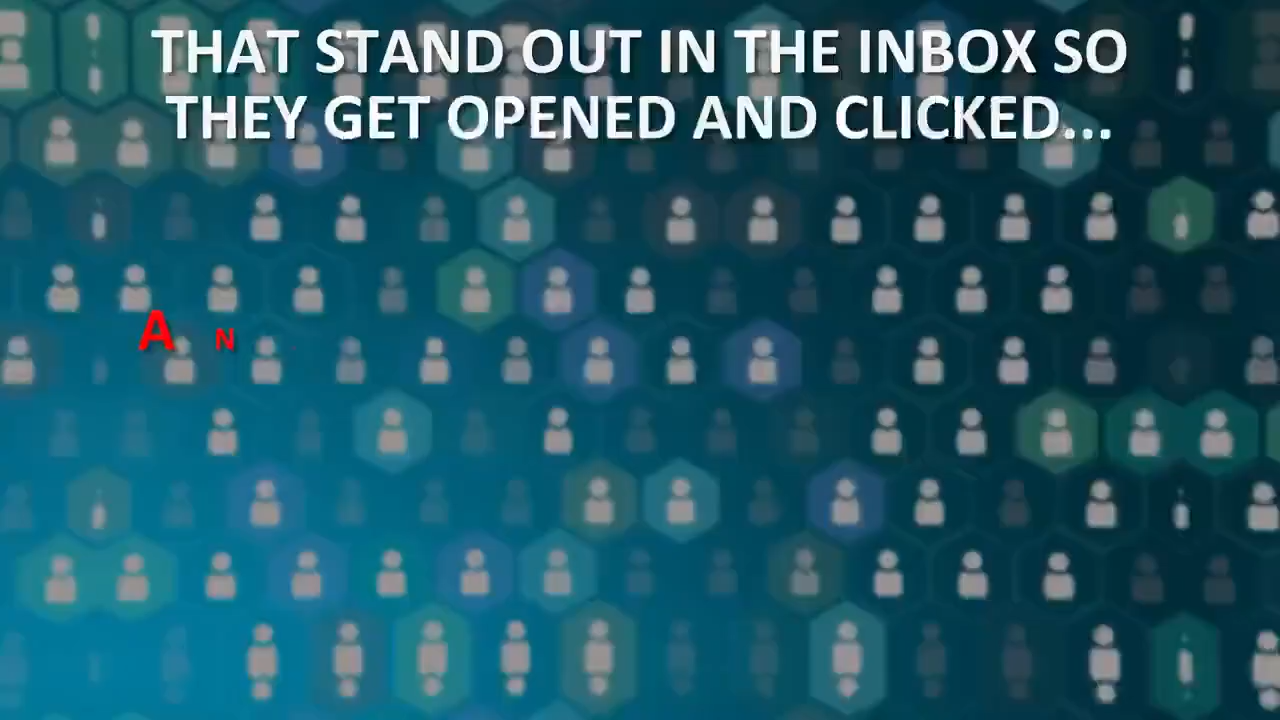 THAT STAND OUT IN THE INBOX SO
THEY GET OPENED AND CLICKED...
A N